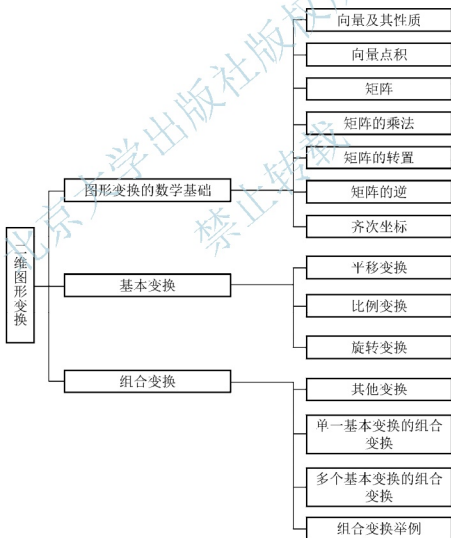 二维图形变换
图形变换的数学基础
向量及其性质
向量点积
矩阵
矩阵的乘法
矩阵的转置
矩阵的逆
齐次坐标
基本变换
平移变换
比例变换
旋转变换
组合变换
其他变换
单一基本变换的组合
变换
多个基本变换的组合
变换
组合变换举例
北京大学出版社版权所
禁止转载